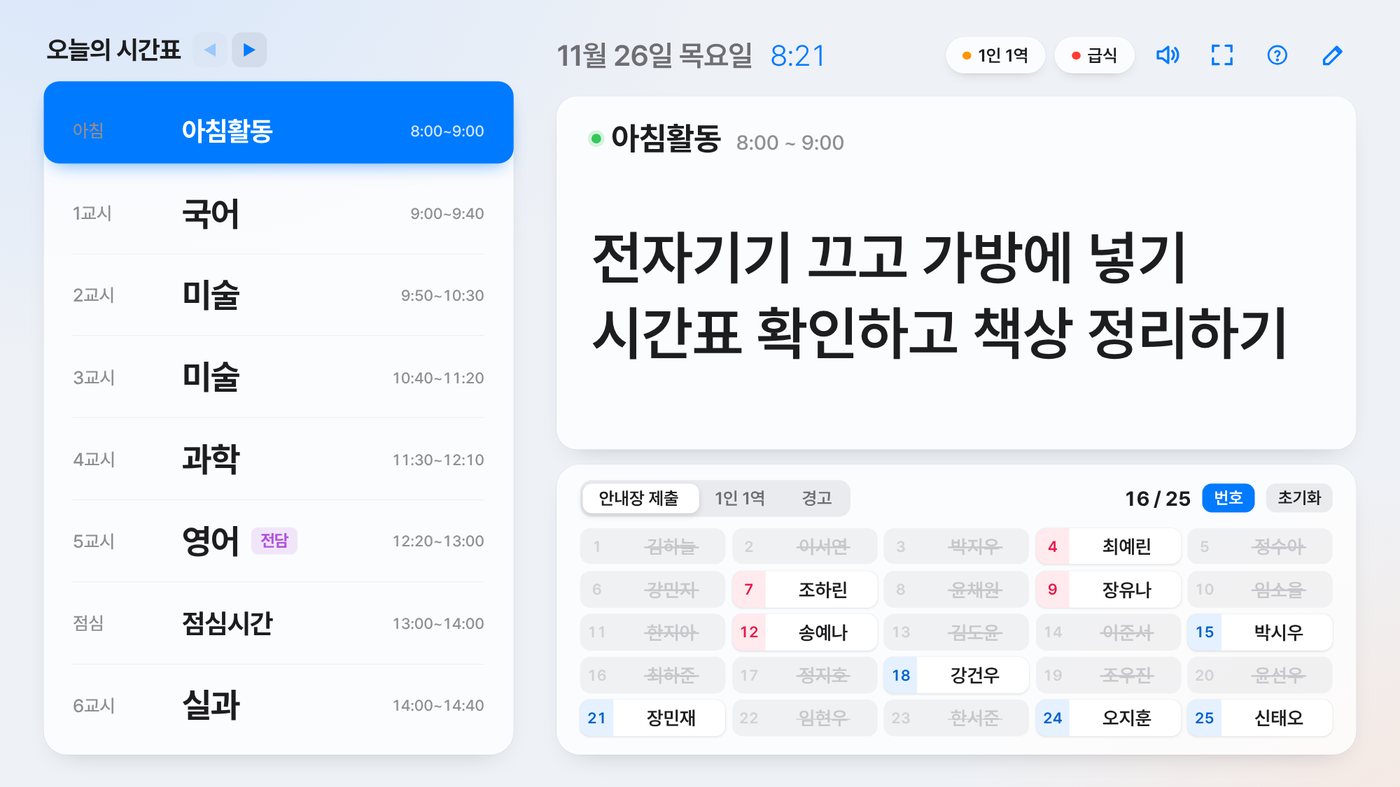 오늘의 시간표 ◀ ▶
아침 아침활동 8:00~9:00
1교시 국어 9:00~9:40
2교시 미술 9:50~10:30
3교시 미술 10:40~11:20
4교시 과학 11:30~12:10
5교시 영어 전담 12:20~13:00
점심 점심시간 13:00~14:00
6교시 실과 14:00~14:40
11월 26일 목요일 8:21 1인 1역 급식
아침활동 8:00 ~ 9:00
전자기기 끄고 가방에 넣기
시간표 확인하고 책상 정리하기
안내장 제출 1인 1역 경고 16 / 25 번호 초기화
1 김하늘 2 이서연 3 박지우 4 최예린 5 정수아
6 강민지 7 조하린 8 윤채원 9 장유나 10 임소율
11 한지아 12 송예나 13 김도윤 14 이준서 15 박시우
16 최하준 17 정지호 18 강건우 19 조우진 20 윤선우
21 장민재 22 임현우 23 한서준 24 오지훈 25 신태오